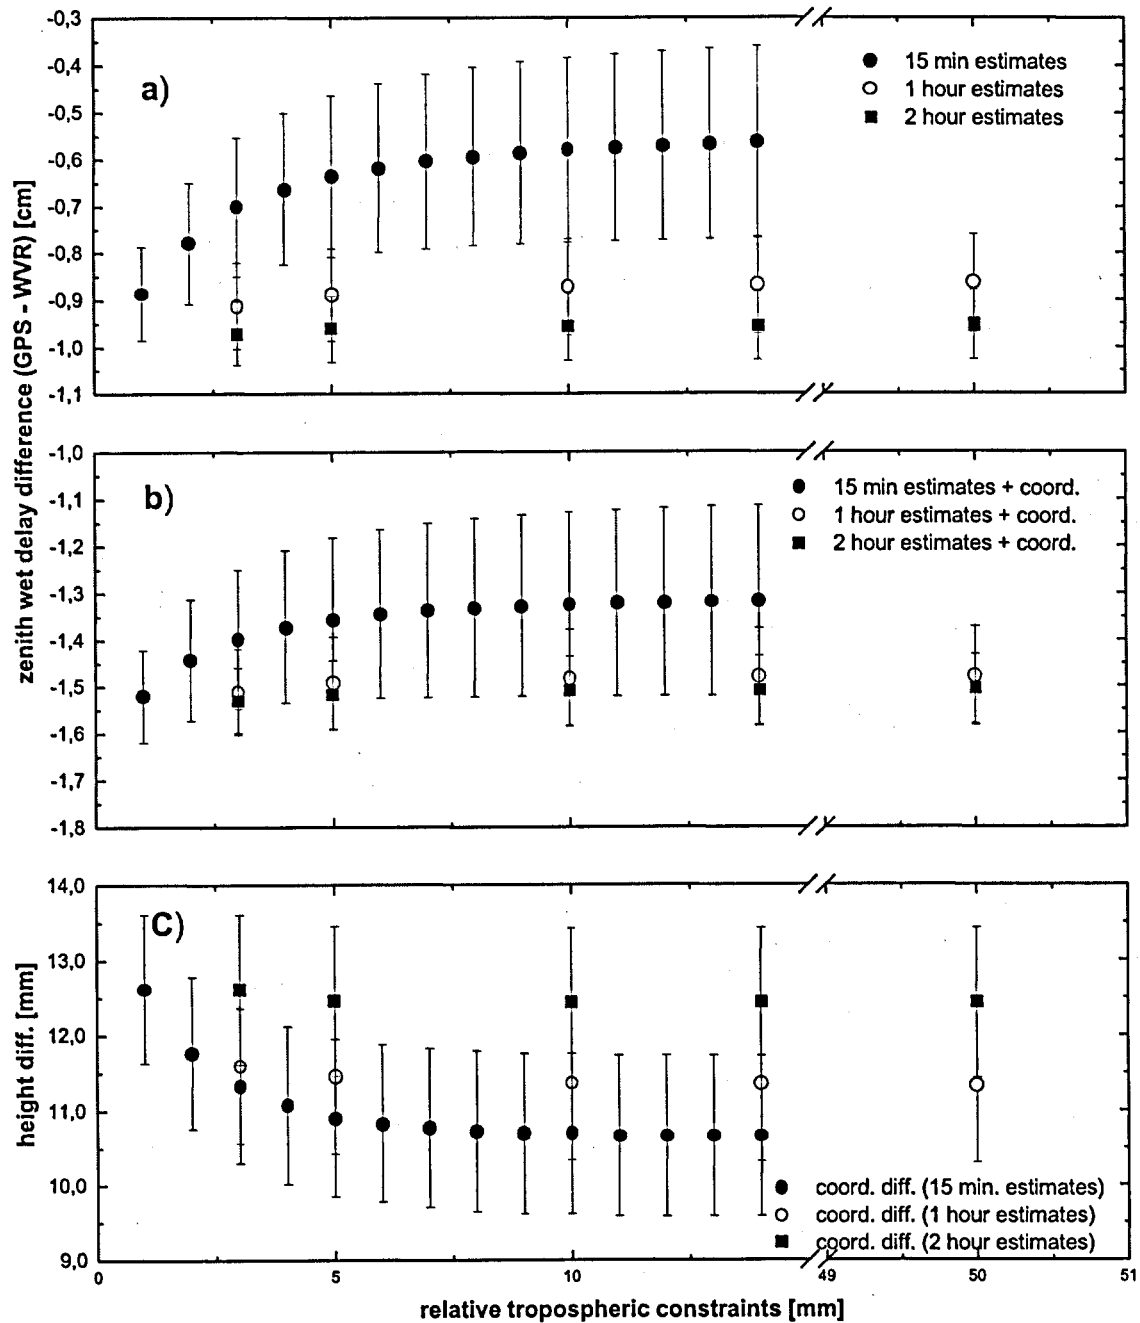 -0,3
-0,4
-0,5
-0,6
-0,7
-0,8
-0,9
-1,0
-1,1
a)
15 min estimates
1 hour estimates
2 hour estimates
zenith wet delay difference (GPS - WVR) [cm]
-1,0
-1,1
-1,2
-1,3
-1,4
-1,5
-1,6
-1,7
-1,8
b)
15 min estimates + coord.
1 hour estimates + coord.
2 hour estimates + coord.
14,0
13,0
12,0
11,0
10,0
9,0
C)
height diff. [mm]
coord. diff. (15 min. estimates)
coord. diff. (1 hour estimates)
coord. diff. (2 hour estimates)
0 5 10 49 50 51
relative tropospheric constraints [mm]